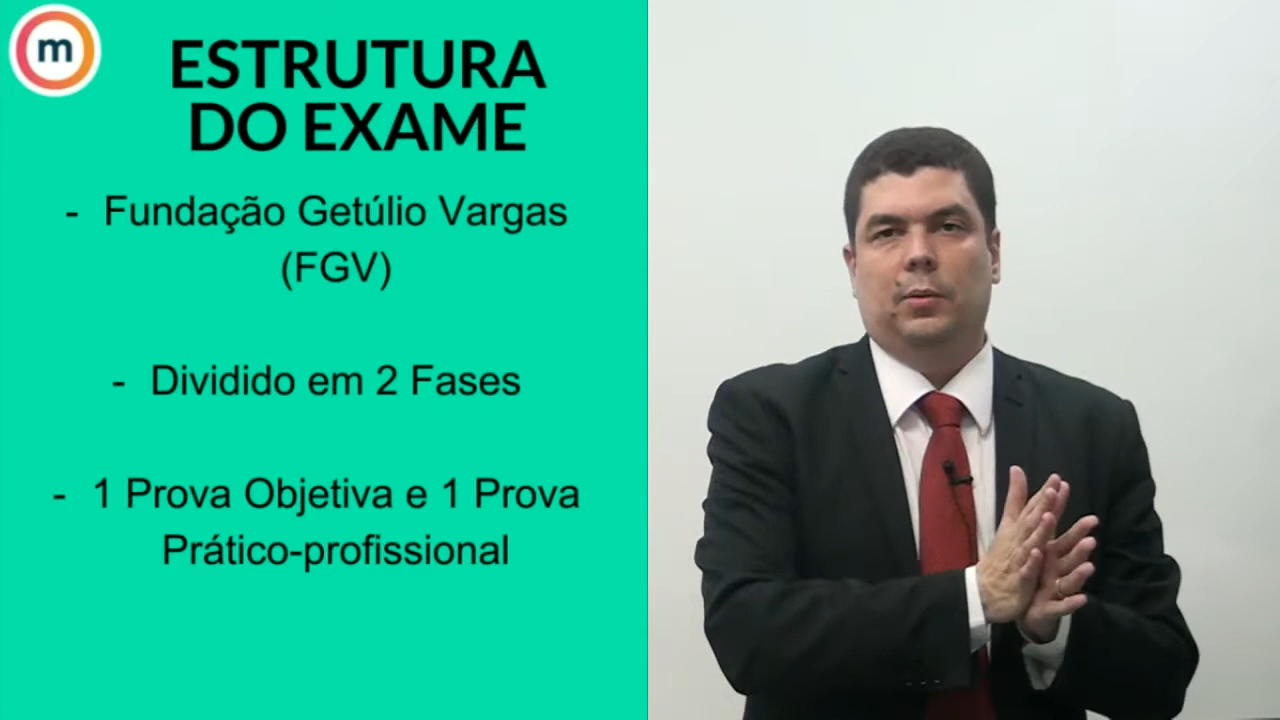 m
ESTRUTURA
DO EXAME
- Fundação Getúlio Vargas
(FGV)
- Dividido em 2 Fases
- 1 Prova Objetiva e 1 Prova
Prático-profissional